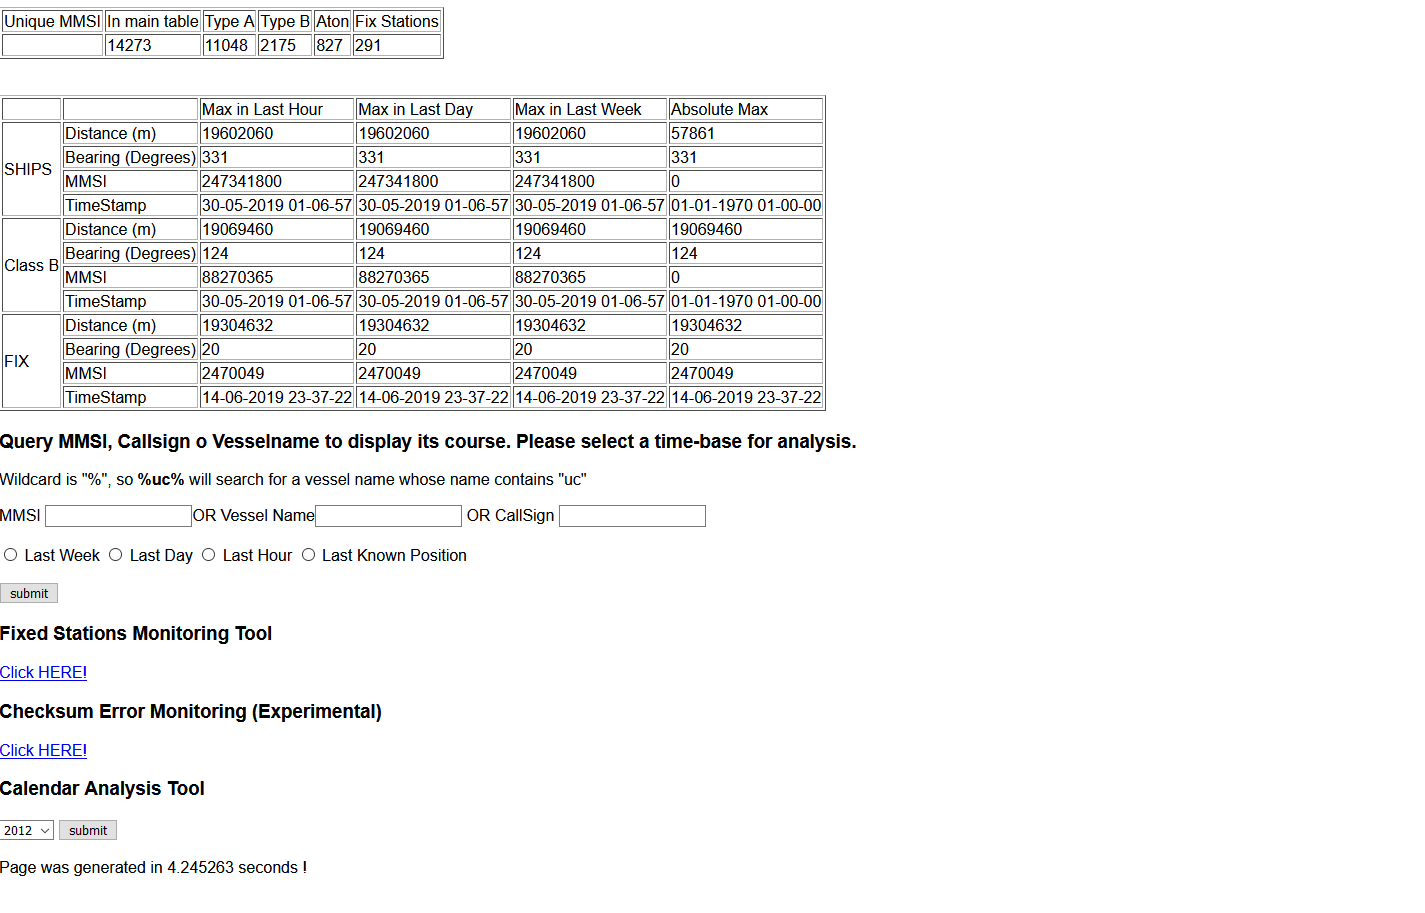 Unique MMSI In main table Type A Type B Aton Fix Stations
14273 11048 2175 827 291
Max in Last Hour Max in Last Day Max in Last Week Absolute Max
SHIPS
Distance (m) 19602060 19602060 19602060 57861
Bearing (Degrees) 331 331 331 331
MMSI 247341800 247341800 247341800 0
TimeStamp 30-05-2019 01-06-57 30-05-2019 01-06-57 30-05-2019 01-06-57 01-01-1970 01-00-00
Class B
Distance (m) 19069460 19069460 19069460 19069460
Bearing (Degrees) 124 124 124 124
MMSI 88270365 88270365 88270365 0
TimeStamp 30-05-2019 01-06-57 30-05-2019 01-06-57 30-05-2019 01-06-57 01-01-1970 01-00-00
FIX
Distance (m) 19304632 19304632 19304632 19304632
Bearing (Degrees) 20 20 20 20
MMSI 2470049 2470049 2470049 2470049
TimeStamp 14-06-2019 23-37-22 14-06-2019 23-37-22 14-06-2019 23-37-22 14-06-2019 23-37-22
Query MMSI, Callsign o Vesselname to display its course. Please select a time-base for analysis.
Wildcard is "%", so %uc% will search for a vessel name whose name contains "uc"
MMSI OR Vessel Name OR CallSign
Last Week Last Day Last Hour Last Known Position
submit
Fixed Stations Monitoring Tool
Click HERE!
Checksum Error Monitoring (Experimental)
Click HERE!
Calendar Analysis Tool
2012 submit
Page was generated in 4.245263 seconds !